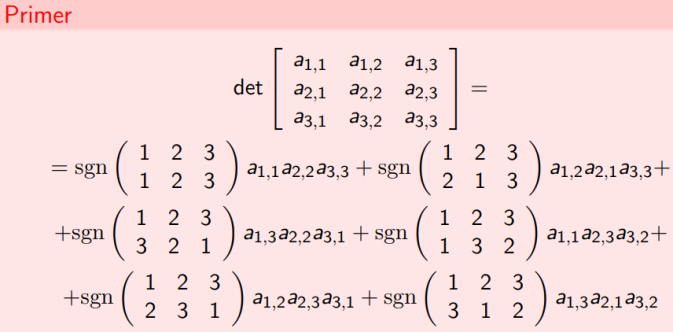 Primer
det [ a1,1 a1,2 a1,3
a2,1 a2,2 a2,3
a3,1 a3,2 a3,3 ] =
= sgn ( 1 2 3 / 1 2 3 ) a1,1a2,2a3,3 + sgn ( 1 2 3 / 2 1 3 ) a1,2a2,1a3,3+
+sgn ( 1 2 3 / 3 2 1 ) a1,3a2,2a3,1 + sgn ( 1 2 3 / 1 3 2 ) a1,1a2,3a3,2+
+sgn ( 1 2 3 / 2 3 1 ) a1,2a2,3a3,1 + sgn ( 1 2 3 / 3 1 2 ) a1,3a2,1a3,2